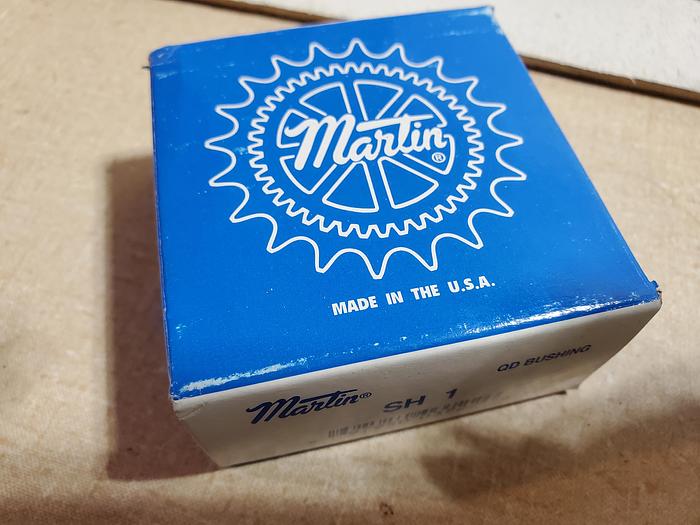 Martin®
MADE IN THE U.S.A.
Martin® SH 1 QD BUSHING